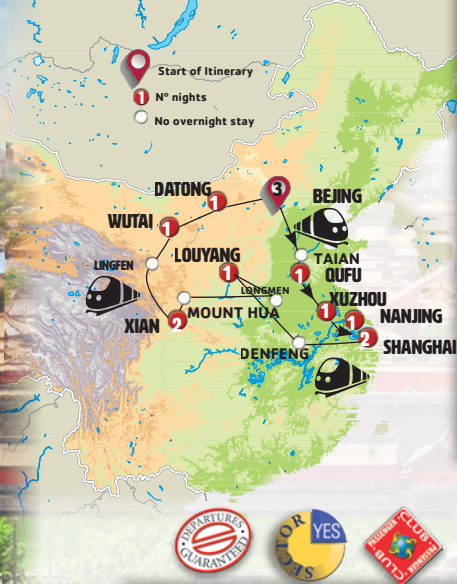 Start of Itinerary
1 Nº nights
No overnight stay
DATONG
1
3
BEJING
WUTAI
1
LOUYANG
TAIAN
LINGFEN
1
1
QUFU
LONGMEN
XUZHOU
MOUNT HUA
1
1
NANJING
XIAN
2
2
SHANGHAI
DENFENG
DEPARTURES
GUARANTEED
SECTOR
YES
PASSENGER
CLUB
PASSENGER
CLUB